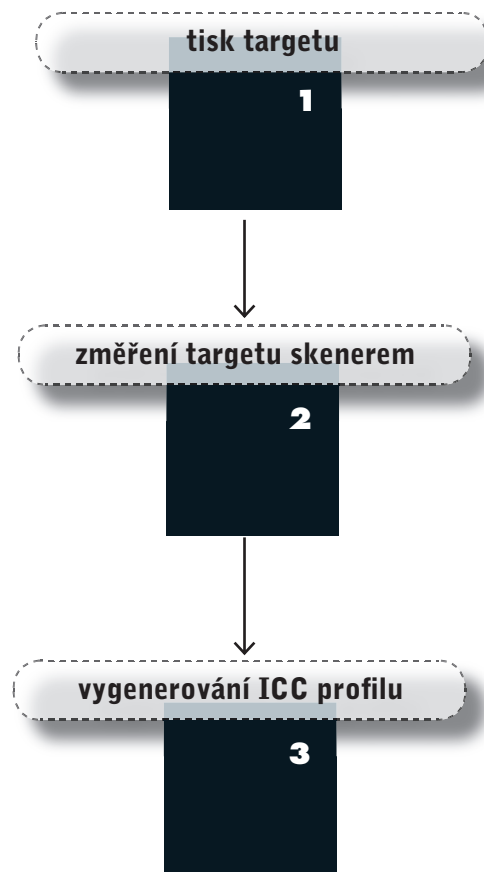 tisk targetu
1
změření targetu skenerem
2
vygenerování ICC profilu
3